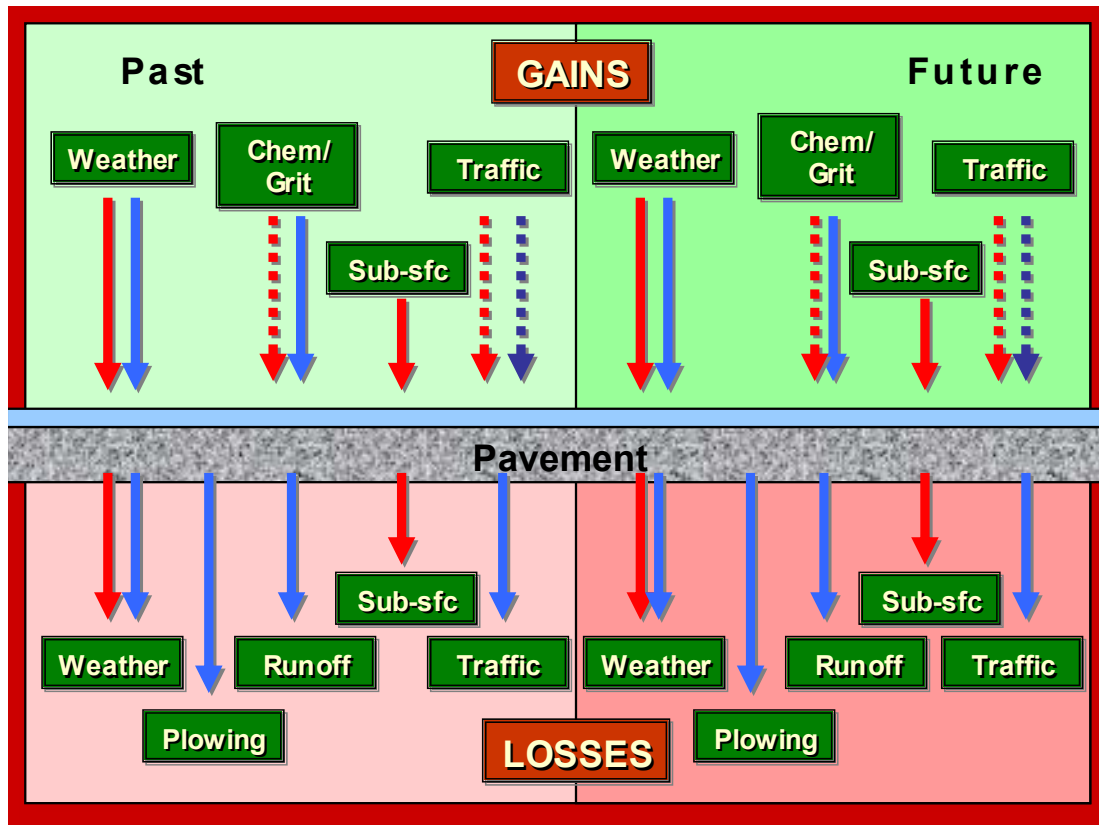 Past
GAINS
Future
Weather
Chem/
Grit
Traffic
Weather
Chem/
Grit
Traffic
Sub-sfc
Sub-sfc
Pavement
Sub-sfc
Sub-sfc
Weather
Runoff
Traffic
Weather
Runoff
Traffic
Plowing
LOSSES
Plowing